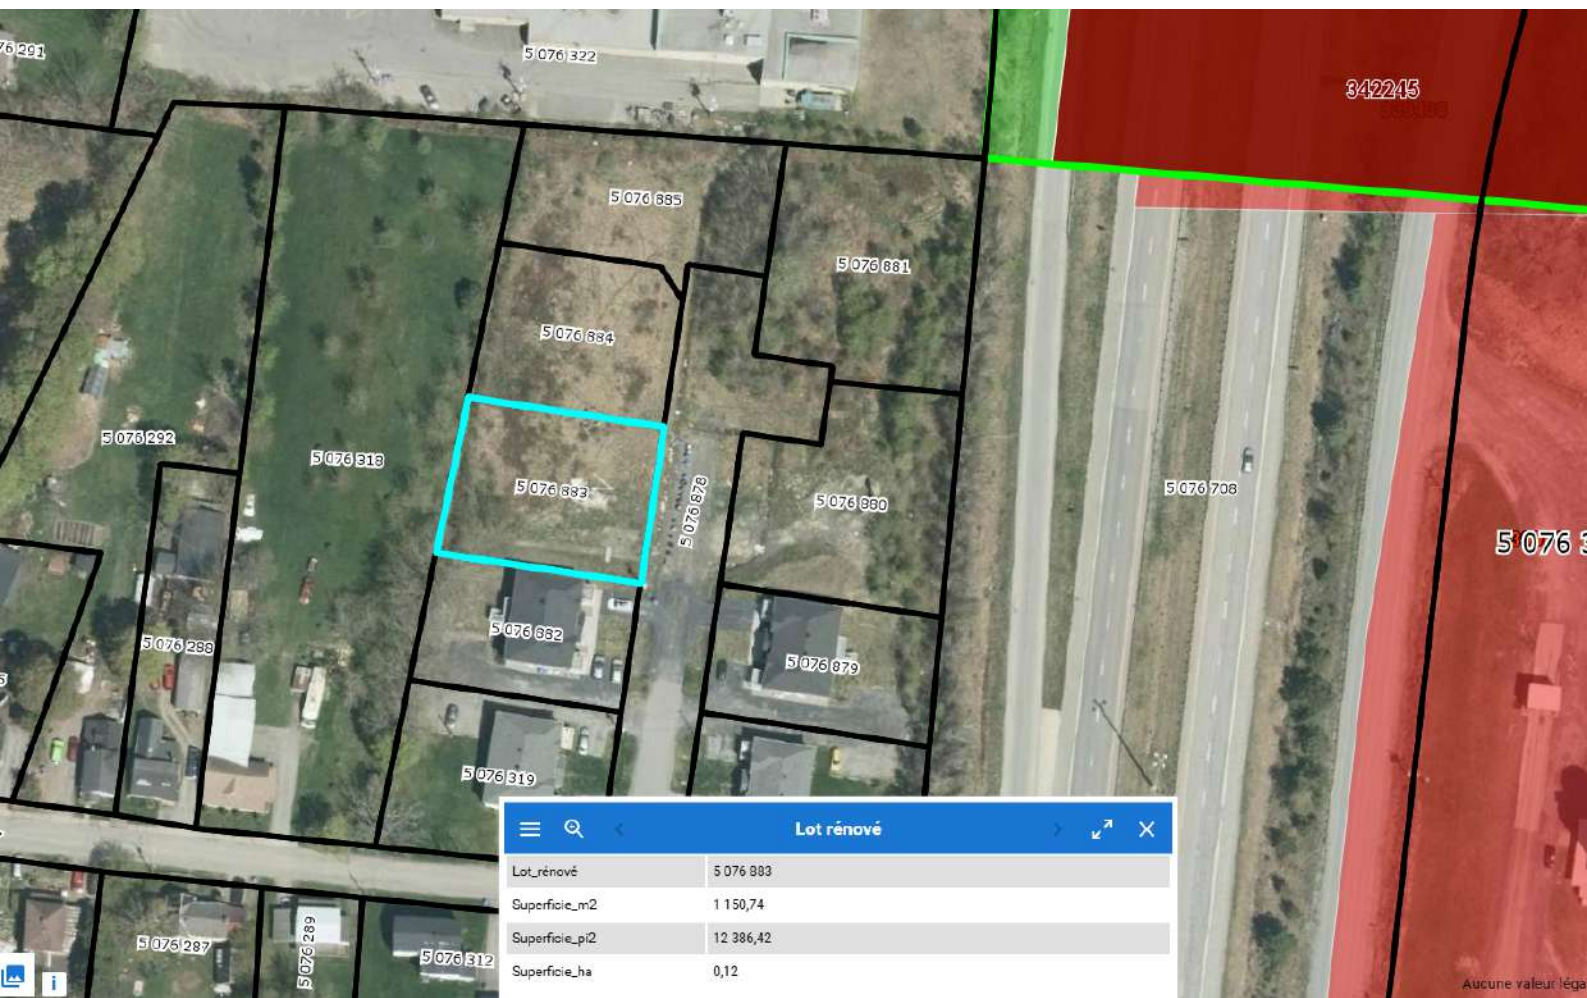 76 291
5 076 322
342245
5 076 885
5 076 881
5 076 884
5 076 292
5 076 318
5 076 883
5 076 878
5 076 880
5 076 708
5 076 3
5 076 288
5 076 882
5 076 879
5
5 076 319
Lot rénové
Lot_rénové 5 076 883
Superficie_m2 1 150,74
Superficie_pi2 12 386,42
Superficie_ha 0,12
5 076 287
5 076 289
5 076 312
i
Aucune valeur léga